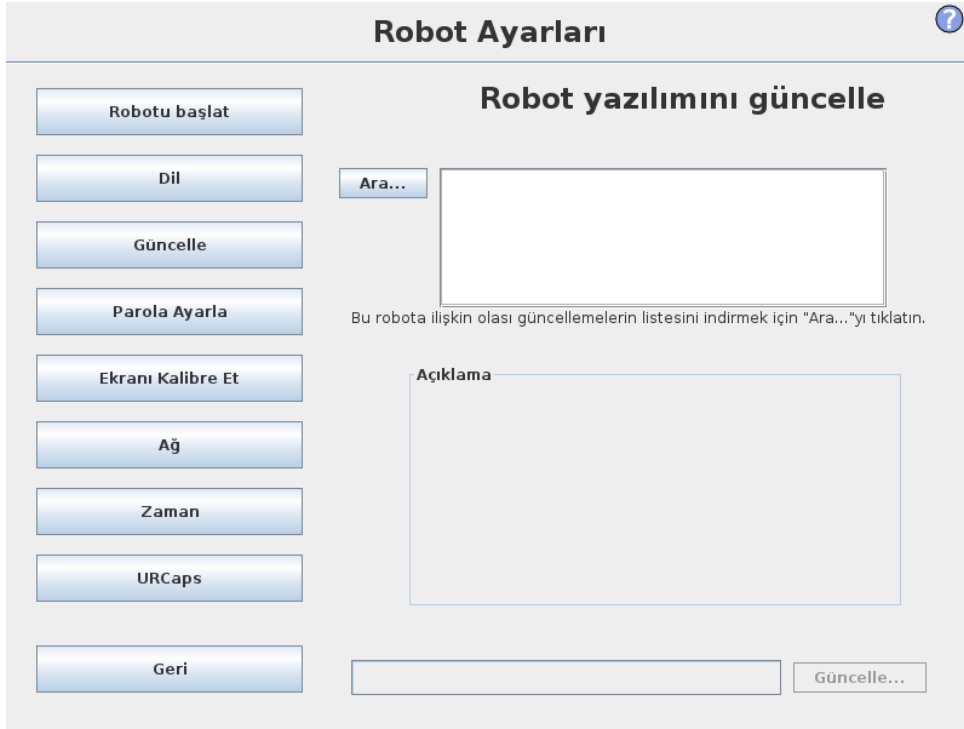 Robot Ayarları
?
Robotu başlat
Dil
Güncelle
Parola Ayarla
Ekranı Kalibre Et
Ağ
Zaman
URCaps
Geri
Robot yazılımını güncelle
Ara...
Bu robota ilişkin olası güncellemelerin listesini indirmek için "Ara..."yı tıklatın.
Açıklama
Güncelle...